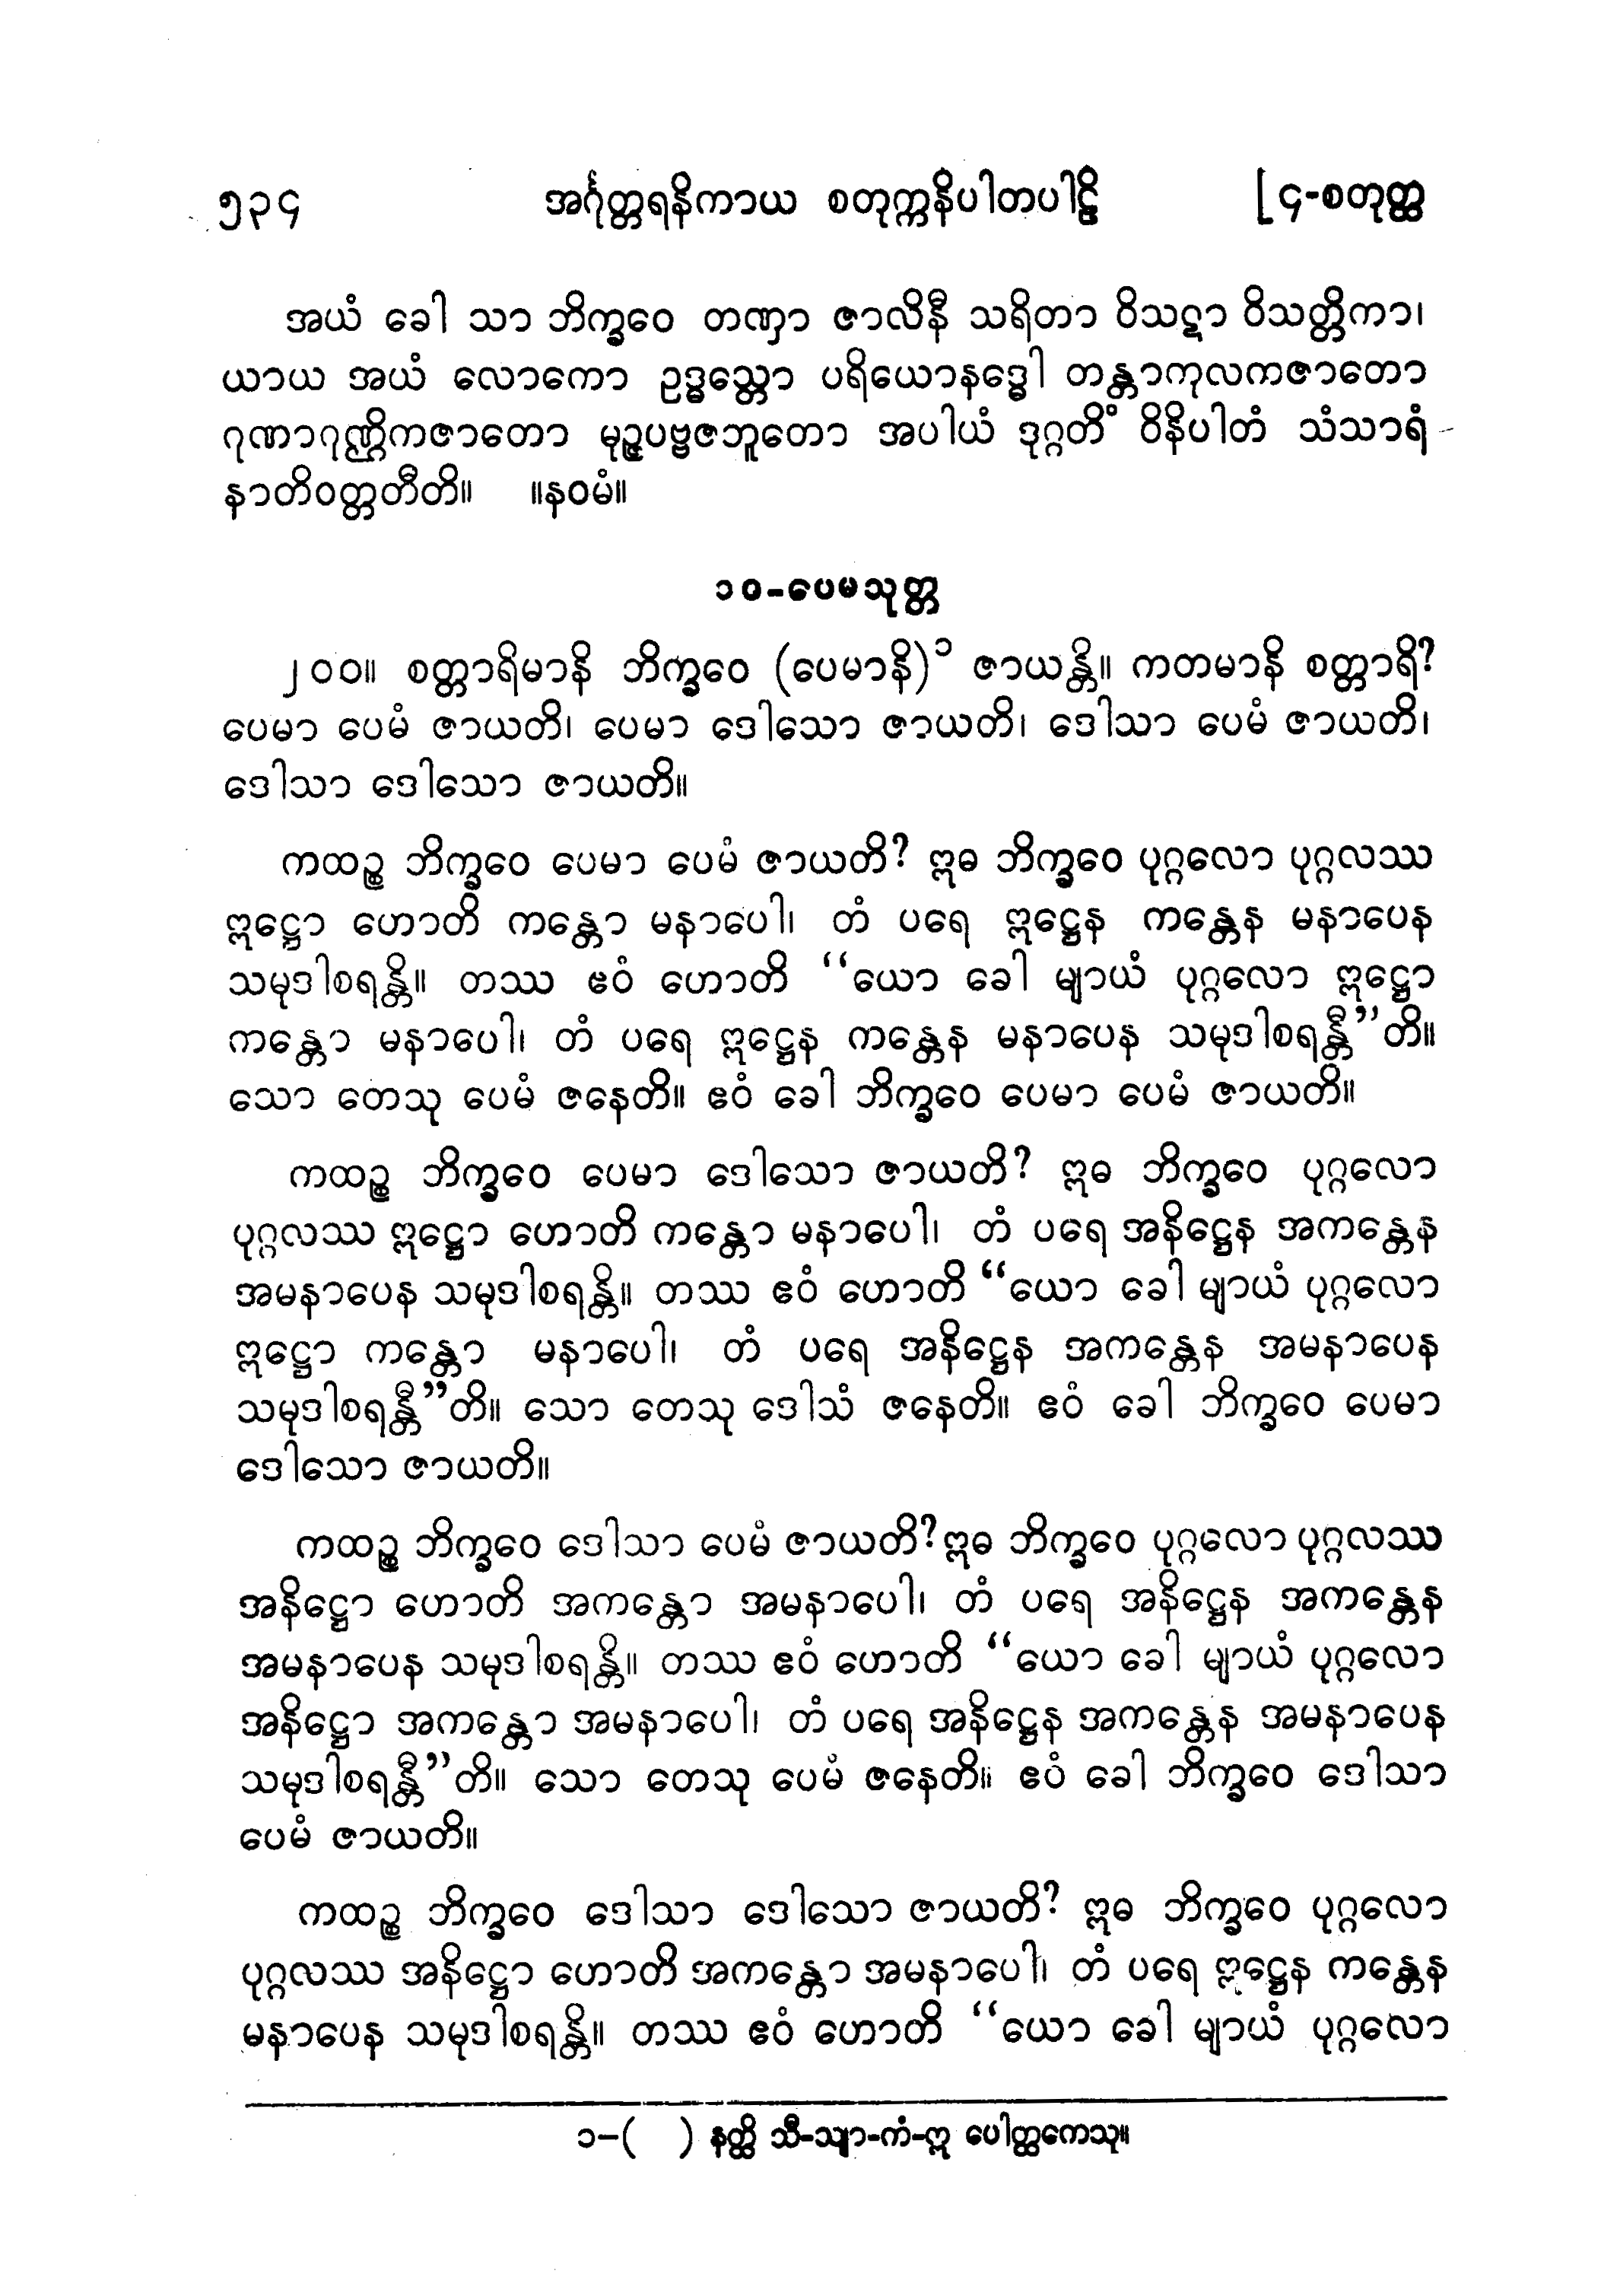 ၅၃၄ အင်္ဂုတ္တရနိကာယ စတုက္ကနိပါတပါဠိ [၄-စတုတ္ထ
အယံ ခေါ သာ ဘိက္ခဝေ တဏှာ ဇာလိနီ သရိတာ ဝိသဋာ ဝိသတ္တိကာ၊
ယာယ အယံ လောကော ဥဒ္ဓသ္တော ပရိယောနဒ္ဓေါ တန္တာကုလကဇာတော
ဂုဏာဂုဏ္ဌိကဇာတော မုဉ္ဇပဗ္ဗဇဘူတော အပါယံ ဒုဂ္ဂတိံ ဝိနိပါတံ သံသာရံ
နာတိဝတ္တတီတိ။ ။နဝမံ။
၁၀-ပေမသုတ္တ
၂၀၀။ စတ္တာရိမာနိ ဘိက္ခဝေ (ပေမာနိ)၁ ဇာယန္တိ။ ကတမာနိ စတ္တာရိ?
ပေမာ ပေမံ ဇာယတိ၊ ပေမာ ဒေါသော ဇာယတိ၊ ဒေါသာ ပေမံ ဇာယတိ၊
ဒေါသာ ဒေါသော ဇာယတိ။
ကထဉ္စ ဘိက္ခဝေ ပေမာ ပေမံ ဇာယတိ? ဣဓ ဘိက္ခဝေ ပုဂ္ဂလော ပုဂ္ဂလဿ
ဣဋ္ဌော ဟောတိ ကန္တော မနာပေါ၊ တံ ပရေ ဣဋ္ဌေန ကန္တေန မနာပေန
သမုဒါစရန္တိ။ တဿ ဧဝံ ဟောတိ “ယော ခေါ မျာယံ ပုဂ္ဂလော ဣဋ္ဌော
ကန္တော မနာပေါ၊ တံ ပရေ ဣဋ္ဌေန ကန္တေန မနာပေန သမုဒါစရန္တီ”တိ။
သော တေသု ပေမံ ဇနေတိ။ ဧဝံ ခေါ ဘိက္ခဝေ ပေမာ ပေမံ ဇာယတိ။
ကထဉ္စ ဘိက္ခဝေ ပေမာ ဒေါသော ဇာယတိ? ဣဓ ဘိက္ခဝေ ပုဂ္ဂလော
ပုဂ္ဂလဿ ဣဋ္ဌော ဟောတိ ကန္တော မနာပေါ၊ တံ ပရေ အနိဋ္ဌေန အကန္တေန
အမနာပေန သမုဒါစရန္တိ။ တဿ ဧဝံ ဟောတိ “ယော ခေါ မျာယံ ပုဂ္ဂလော
ဣဋ္ဌော ကန္တော မနာပေါ၊ တံ ပရေ အနိဋ္ဌေန အကန္တေန အမနာပေန
သမုဒါစရန္တီ”တိ။ သော တေသု ဒေါသံ ဇနေတိ။ ဧဝံ ခေါ ဘိက္ခဝေ ပေမာ
ဒေါသော ဇာယတိ။
ကထဉ္စ ဘိက္ခဝေ ဒေါသာ ပေမံ ဇာယတိ? ဣဓ ဘိက္ခဝေ ပုဂ္ဂလော ပုဂ္ဂလဿ
အနိဋ္ဌော ဟောတိ အကန္တော အမနာပေါ၊ တံ ပရေ အနိဋ္ဌေန အကန္တေန
အမနာပေန သမုဒါစရန္တိ။ တဿ ဧဝံ ဟောတိ “ယော ခေါ မျာယံ ပုဂ္ဂလော
အနိဋ္ဌော အကန္တော အမနာပေါ၊ တံ ပရေ အနိဋ္ဌေန အကန္တေန အမနာပေန
သမုဒါစရန္တီ”တိ။ သော တေသု ပေမံ ဇနေတိ။ ဧဝံ ခေါ ဘိက္ခဝေ ဒေါသာ
ပေမံ ဇာယတိ။
ကထဉ္စ ဘိက္ခဝေ ဒေါသာ ဒေါသော ဇာယတိ? ဣဓ ဘိက္ခဝေ ပုဂ္ဂလော
ပုဂ္ဂလဿ အနိဋ္ဌော ဟောတိ အကန္တော အမနာပေါ၊ တံ ပရေ ဣဋ္ဌေန ကန္တေန
မနာပေန သမုဒါစရန္တိ။ တဿ ဧဝံ ဟောတိ “ယော ခေါ မျာယံ ပုဂ္ဂလော
၁–( ) နတ္ထိ သီ-သျာ-ကံ-ဣ ပေါတ္ထကေသု။